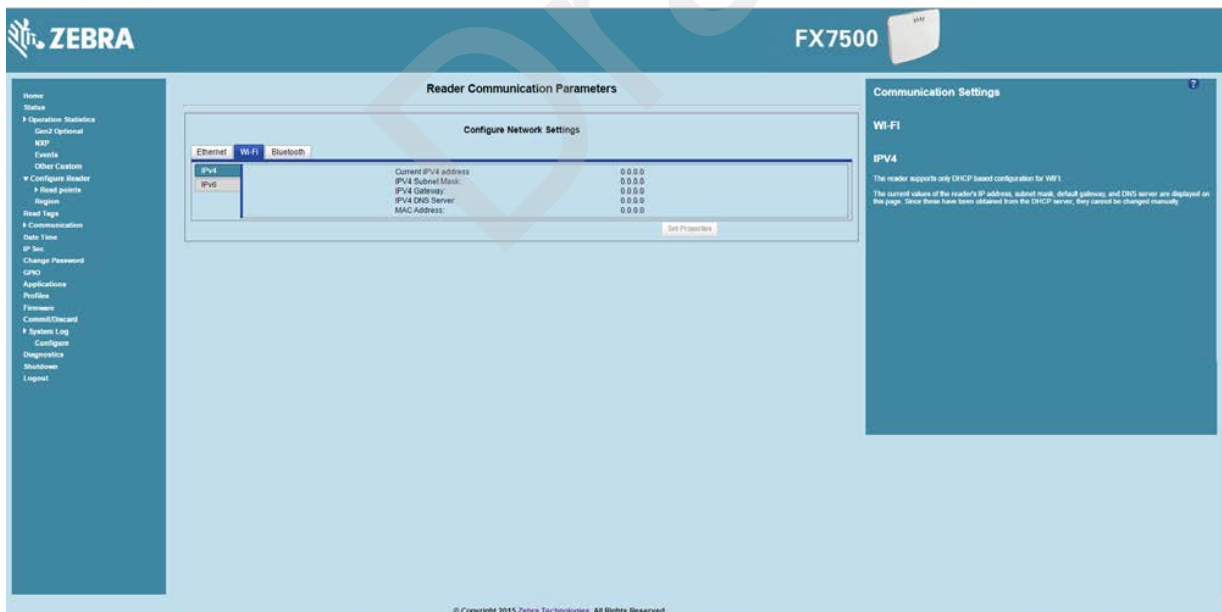 ZEBRA
FX7500
Home
Status
Operation Statistics
Gen2 Optional
NXP
Events
Other Custom
Configure Reader
Read points
Region
Read Tags
Communication
Date Time
IP Sec
Change Password
GPIO
Applications
Profiles
Firmware
Commit/Discard
System Log
Configure
Diagnostics
Shutdown
Logout
Reader Communication Parameters
Configure Network Settings
Ethernet Wi-Fi Bluetooth
IPv4
IPv6
Current IPV4 address 0.0.0.0
IPV4 Subnet Mask: 0.0.0.0
IPV4 Gateway: 0.0.0.0
IPV4 DNS Server 0.0.0.0
MAC Address: 0.0.0.0
Set Properties
Communication Settings ?
WI-FI
IPV4
The reader supports only DHCP based configuration for WIFI.
The current values of the reader's IP address, subnet mask, default gateway, and DNS server are displayed on
this page. Since these have been obtained from the DHCP server, they cannot be changed manually
© Copyright 2015 Zebra Technologies. All Rights Reserved.